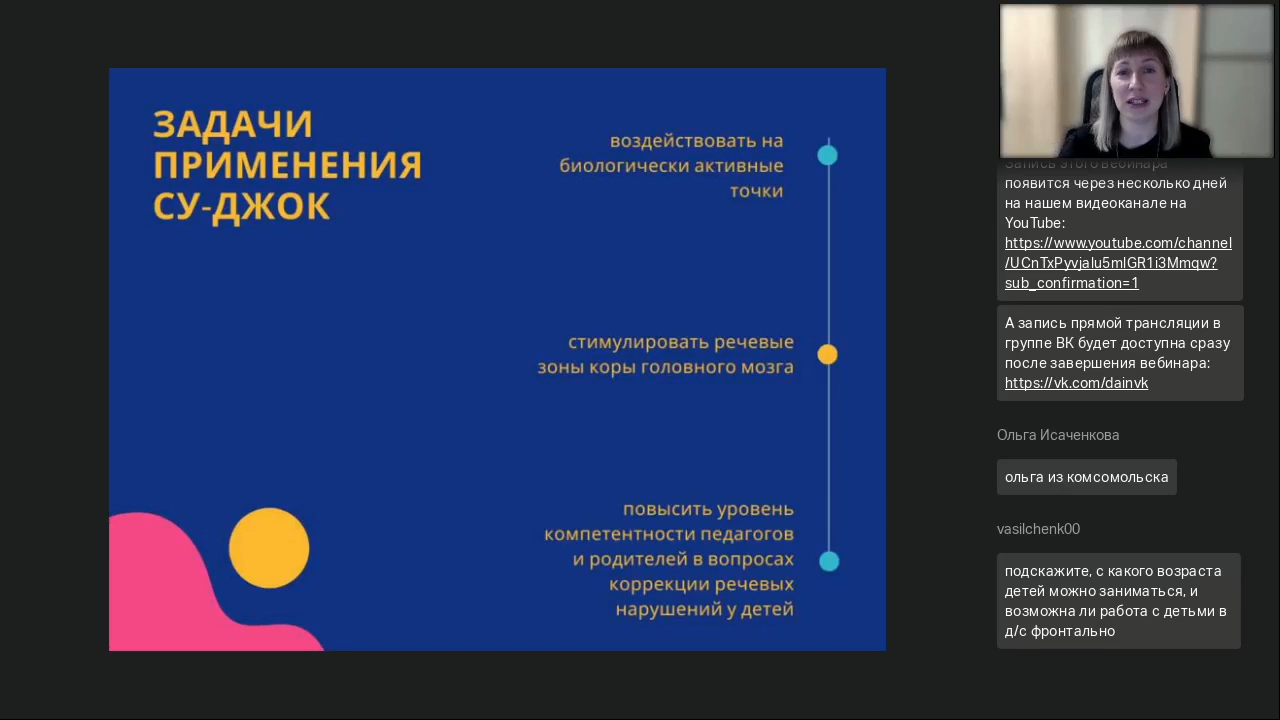 ЗАДАЧИ
ПРИМЕНЕНИЯ
СУ-ДЖОК
воздействовать на
биологически активные
точки
стимулировать речевые
зоны коры головного мозга
повысить уровень
компетентности педагогов
и родителей в вопросах
коррекции речевых
нарушений у детей
Запись этого вебинара
появится через несколько дней
на нашем видеоканале на
YouTube:
https://www.youtube.com/channel
/UCnTxPyvjalu5mlGR1i3Mmqw?
sub_confirmation=1
А запись прямой трансляции в
группе ВК будет доступна сразу
после завершения вебинара:
https://vk.com/dainvk
Ольга Исаченкова
ольга из комсомольска
vasilchenk00
подскажите, с какого возраста
детей можно заниматься, и
возможна ли работа с детьми в
д/с фронтально